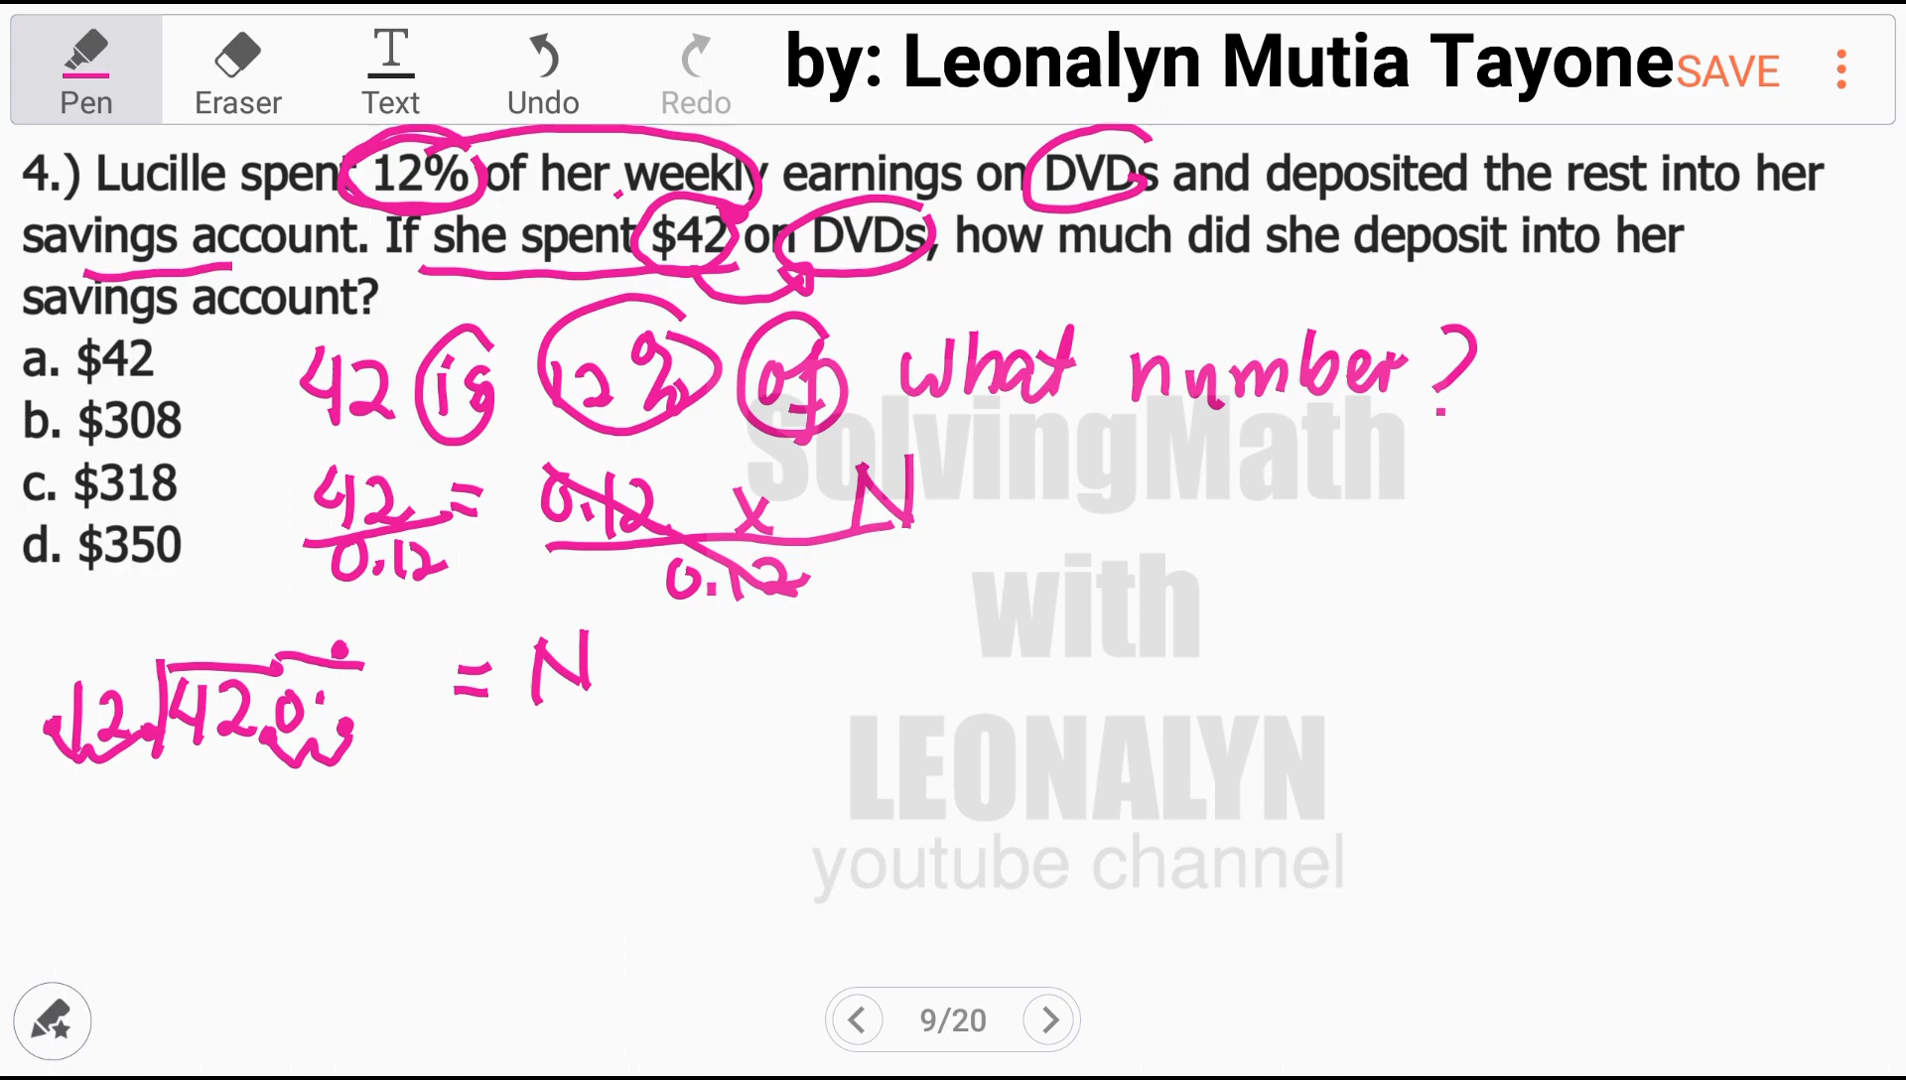 Pen Eraser Text Undo Redo by: Leonalyn Mutia Tayone SAVE
4.) Lucille spent 12% of her weekly earnings on DVDs and deposited the rest into her
savings account. If she spent $42 on DVDs, how much did she deposit into her
savings account?
a. $42
b. $308
c. $318
d. $350
42 is 12% of what number?
42 = 0.12 x N
0.12 0.12
12 420 = N
SolvingMath
with
LEONALYN
youtube channel
9/20